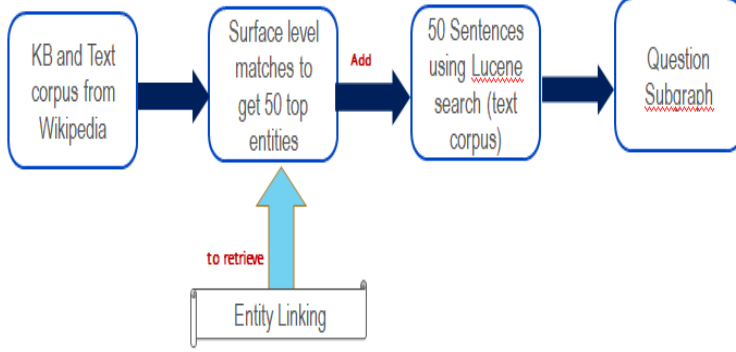 KB and Text
corpus from
Wikipedia
Surface level
matches to
get 50 top
entities
Add
50 Sentences
using Lucene
search (text
corpus)
Question
Subgraph
to retrieve
Entity Linking